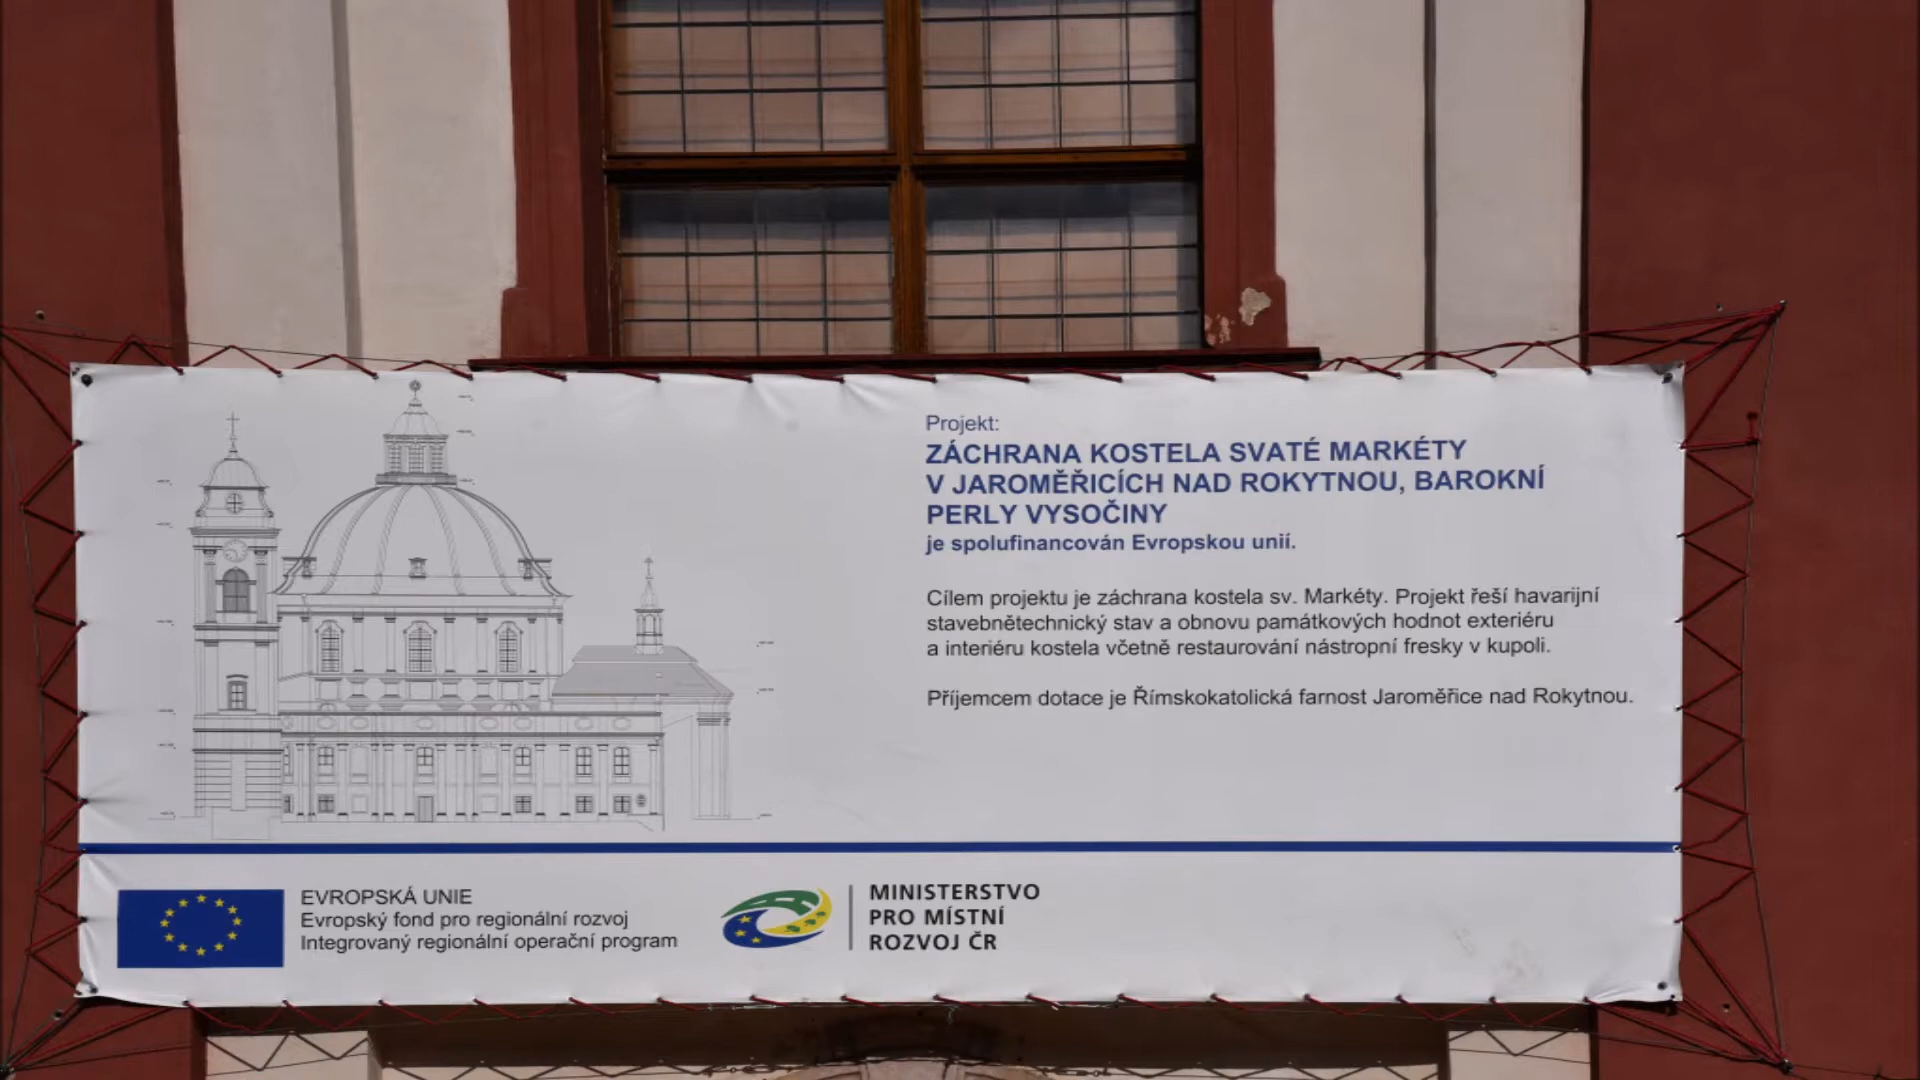 Projekt:
ZÁCHRANA KOSTELA SVATÉ MARKÉTY
V JAROMĚŘICÍCH NAD ROKYTNOU, BAROKNÍ
PERLY VYSOČINY
je spolufinancován Evropskou unií.
Cílem projektu je záchrana kostela sv. Markéty. Projekt řeší havarijní
stavebnětechnický stav a obnovu památkových hodnot exteriéru
a interiéru kostela včetně restaurování nástropní fresky v kupoli.
Příjemcem dotace je Římskokatolická farnost Jaroměřice nad Rokytnou.
EVROPSKÁ UNIE
Evropský fond pro regionální rozvoj
Integrovaný regionální operační program
MINISTERSTVO
PRO MÍSTNÍ
ROZVOJ ČR